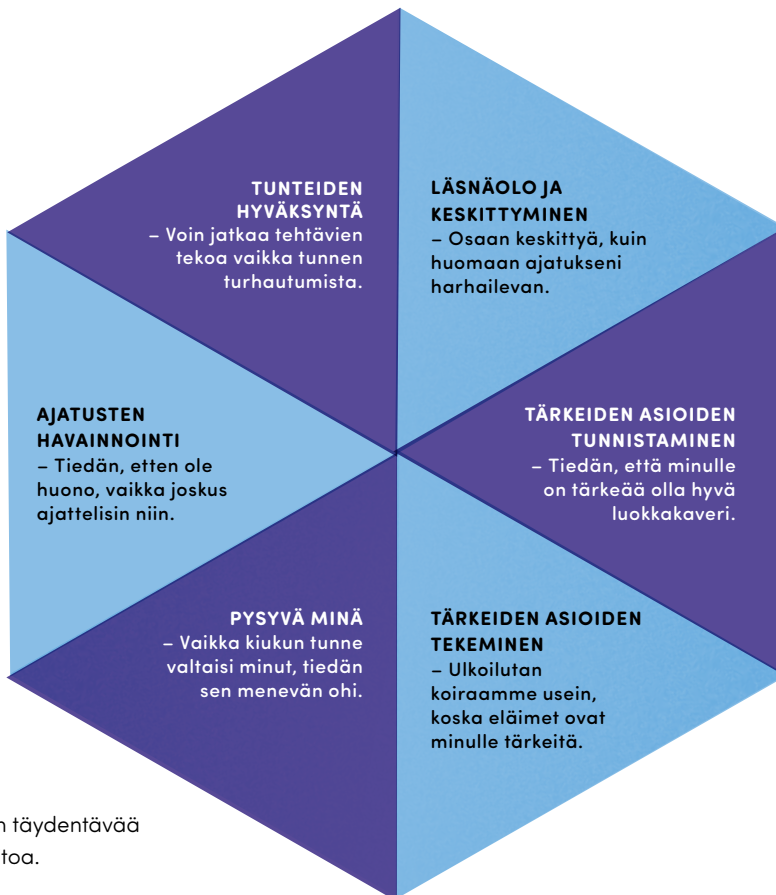 TUNTEIDEN
HYVÄKSYNTÄ
– Voin jatkaa tehtävien
tekoa vaikka tunnen
turhautumista.
LÄSNÄOLO JA
KESKITTYMINEN
– Osaan keskittyä, kuin
huomaan ajatukseni
harhailevan.
AJATUSTEN
HAVAINNOINTI
– Tiedän, etten ole
huono, vaikka joskus
ajattelisin niin.
TÄRKEIDEN ASIOIDEN
TUNNISTAMINEN
– Tiedän, että minulle
on tärkeää olla hyvä
luokkakaveri.
PYSYVÄ MINÄ
– Vaikka kiukun tunne
valtaisi minut, tiedän
sen menevän ohi.
TÄRKEIDEN ASIOIDEN
TEKEMINEN
– Ulkoilutan
koiraamme usein,
koska eläimet ovat
minulle tärkeitä.
täydentävää
toa.